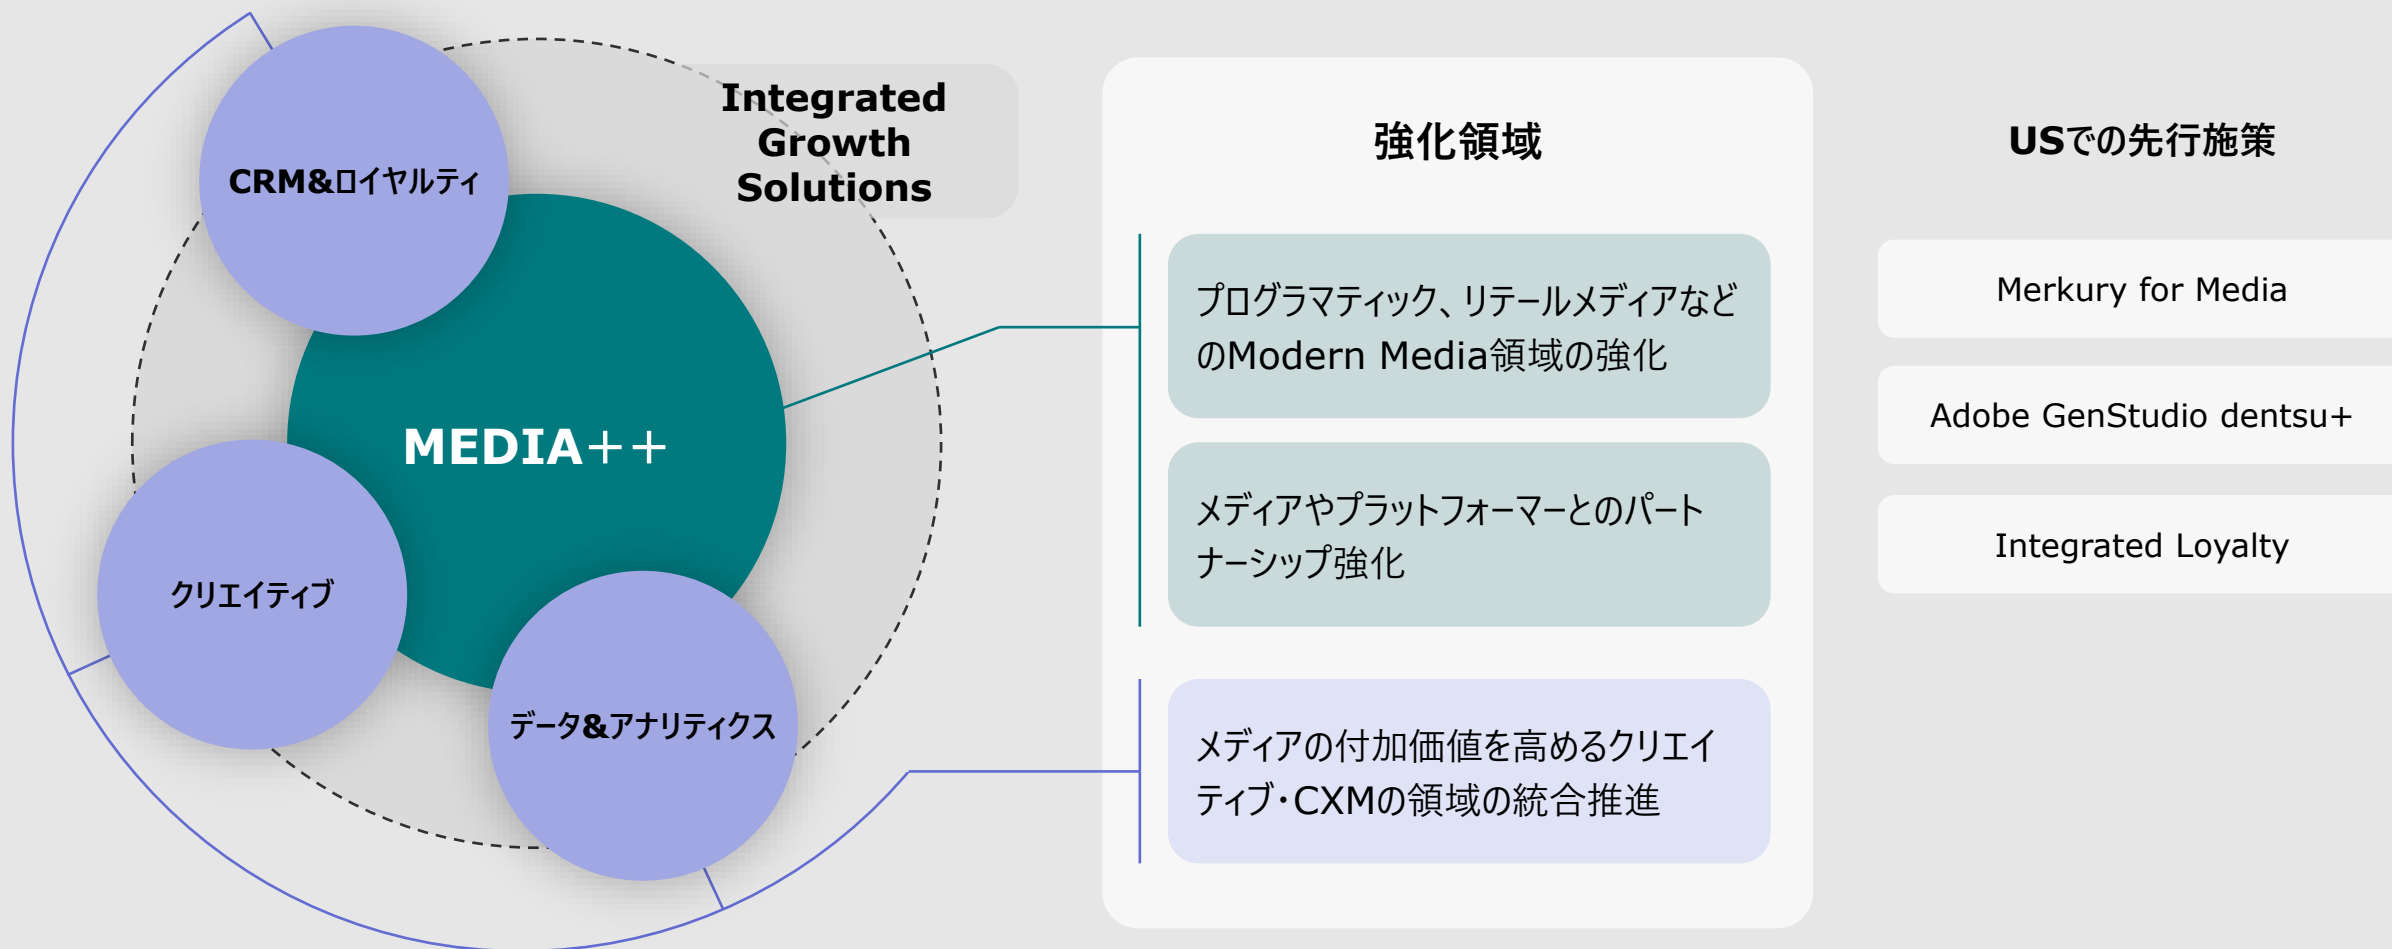 CRM&ロイヤルティ
MEDIA++
クリエイティブ
データ&アナリティクス
Integrated
Growth
Solutions
強化領域
プログラマティック、リテールメディアなど
のModern Media領域の強化
メディアやプラットフォーマーとのパート
ナーシップ強化
メディアの付加価値を高めるクリエイ
ティブ・CXMの領域の統合推進
USでの先行施策
Merkury for Media
Adobe GenStudio dentsu+
Integrated Loyalty